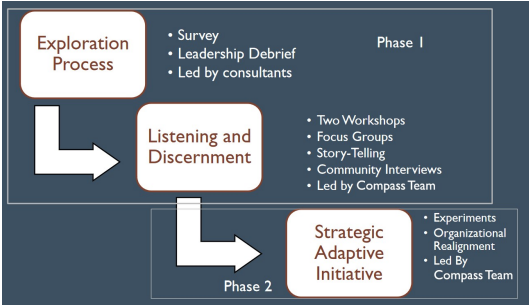 Exploration
Process
• Survey
• Leadership Debrief
• Led by consultants
Phase 1
Listening and
Discernment
• Two Workshops
• Focus Groups
• Story-Telling
• Community Interviews
• Led by Compass Team
Strategic
Adaptive
Initiative
• Experiments
• Organizational
Realignment
• Led By
Compass Team
Phase 2